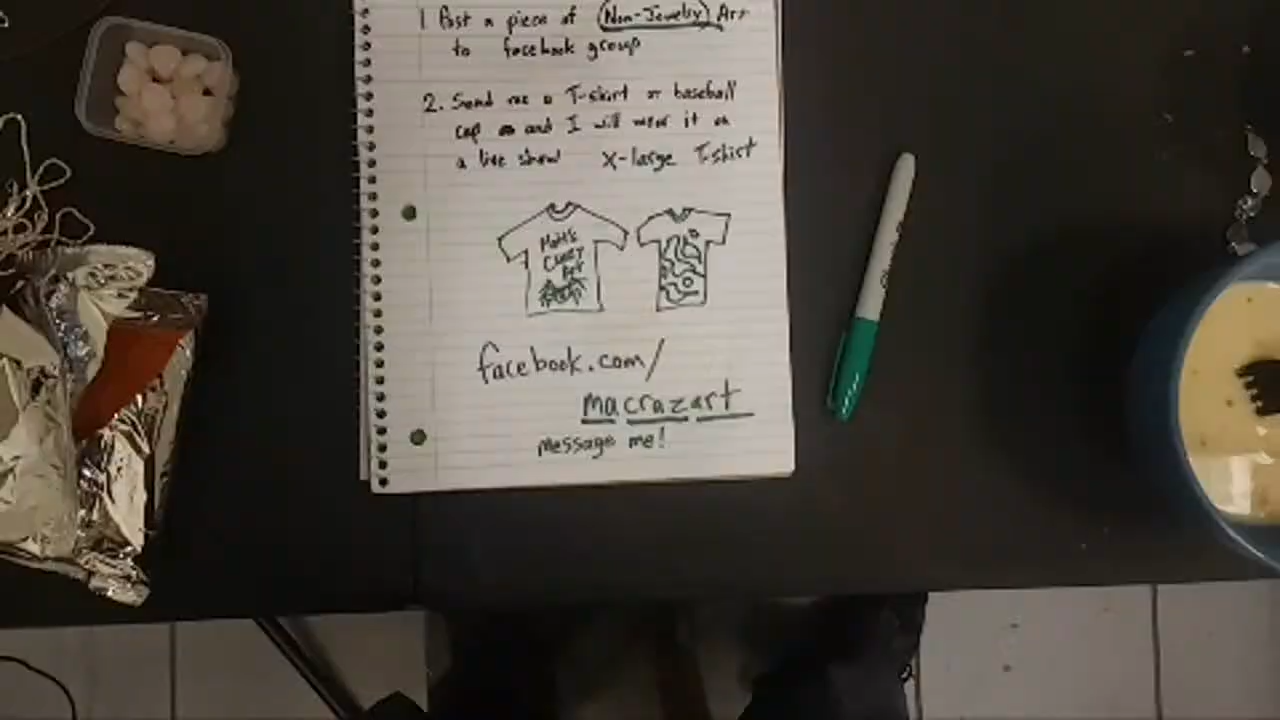 1 Post a piece of (Non-Jewelry) Art
to facebook group
2. Send me a T-shirt or baseball
cap and I will wear it on
a live show! X-large T-shirt
Matt's
Crazy
Art
facebook.com/
macrazart
message me!